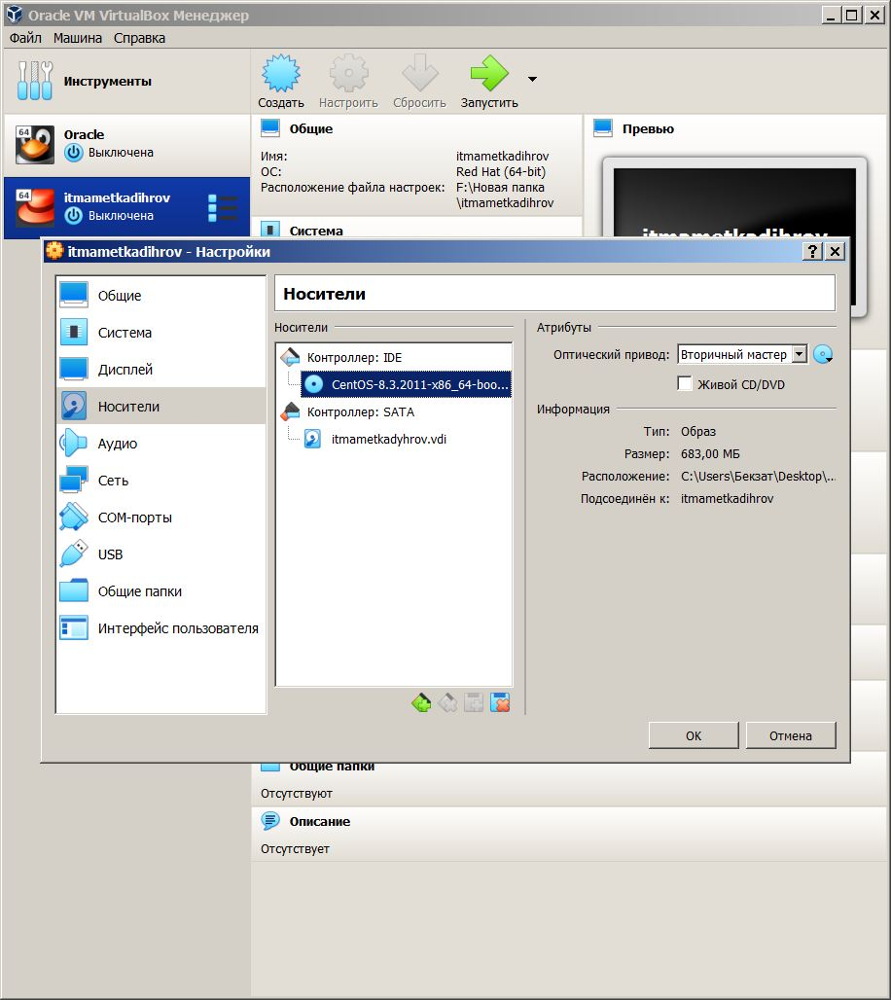 Oracle VM VirtualBox Менеджер
Файл Машина Справка
Инструменты
Создать Настроить Сбросить Запустить
64
Oracle
Выключена
64
itmametkadihrov
Выключена
Общие
Имя: itmametkadihrov
ОС: Red Hat (64-bit)
Расположение файла настроек: F:\Новая папка
\itmametkadihrov
Система
Превью
itmametkadihrov
itmametkadihrov - Настройки
Общие
Система
Дисплей
Носители
Аудио
Сеть
COM-порты
USB
Общие папки
Интерфейс пользователя
Носители
Носители
Контроллер: IDE
CentOS-8.3.2011-x86_64-boo...
Контроллер: SATA
itmametkadyhrov.vdi
Атрибуты
Оптический привод: Вторичный мастер
Живой CD/DVD
Информация
Тип: Образ
Размер: 683,00 МБ
Расположение: C:\Users\Бекзат\Desktop\...
Подсоединён к: itmametkadihrov
OK Отмена
Общие папки
Отсутствуют
Описание
Отсутствует